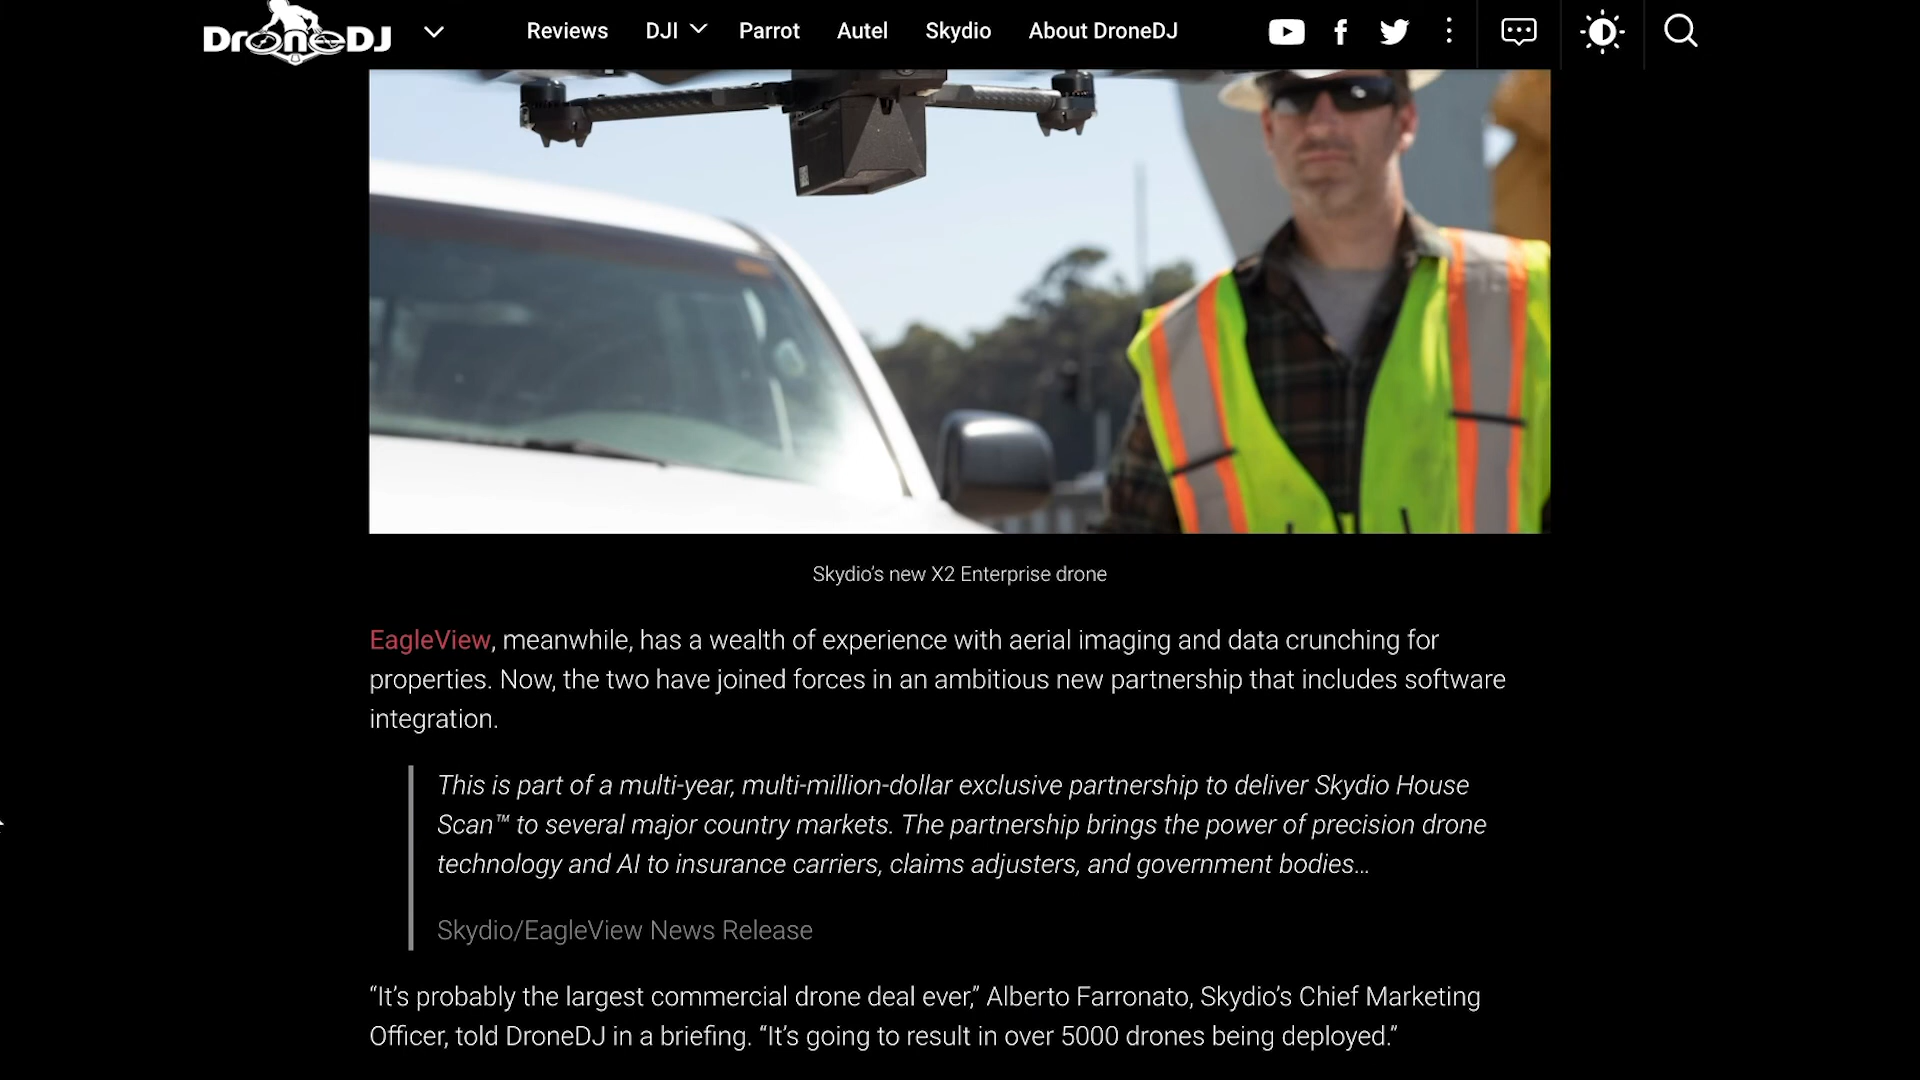 DroneDJ
Reviews DJI Parrot Autel Skydio About DroneDJ
Skydio’s new X2 Enterprise drone
EagleView, meanwhile, has a wealth of experience with aerial imaging and data crunching for
properties. Now, the two have joined forces in an ambitious new partnership that includes software
integration.
This is part of a multi-year, multi-million-dollar exclusive partnership to deliver Skydio House
Scan™ to several major country markets. The partnership brings the power of precision drone
technology and AI to insurance carriers, claims adjusters, and government bodies…
Skydio/EagleView News Release
“It’s probably the largest commercial drone deal ever,” Alberto Farronato, Skydio’s Chief Marketing
Officer, told DroneDJ in a briefing. “It’s going to result in over 5000 drones being deployed.”